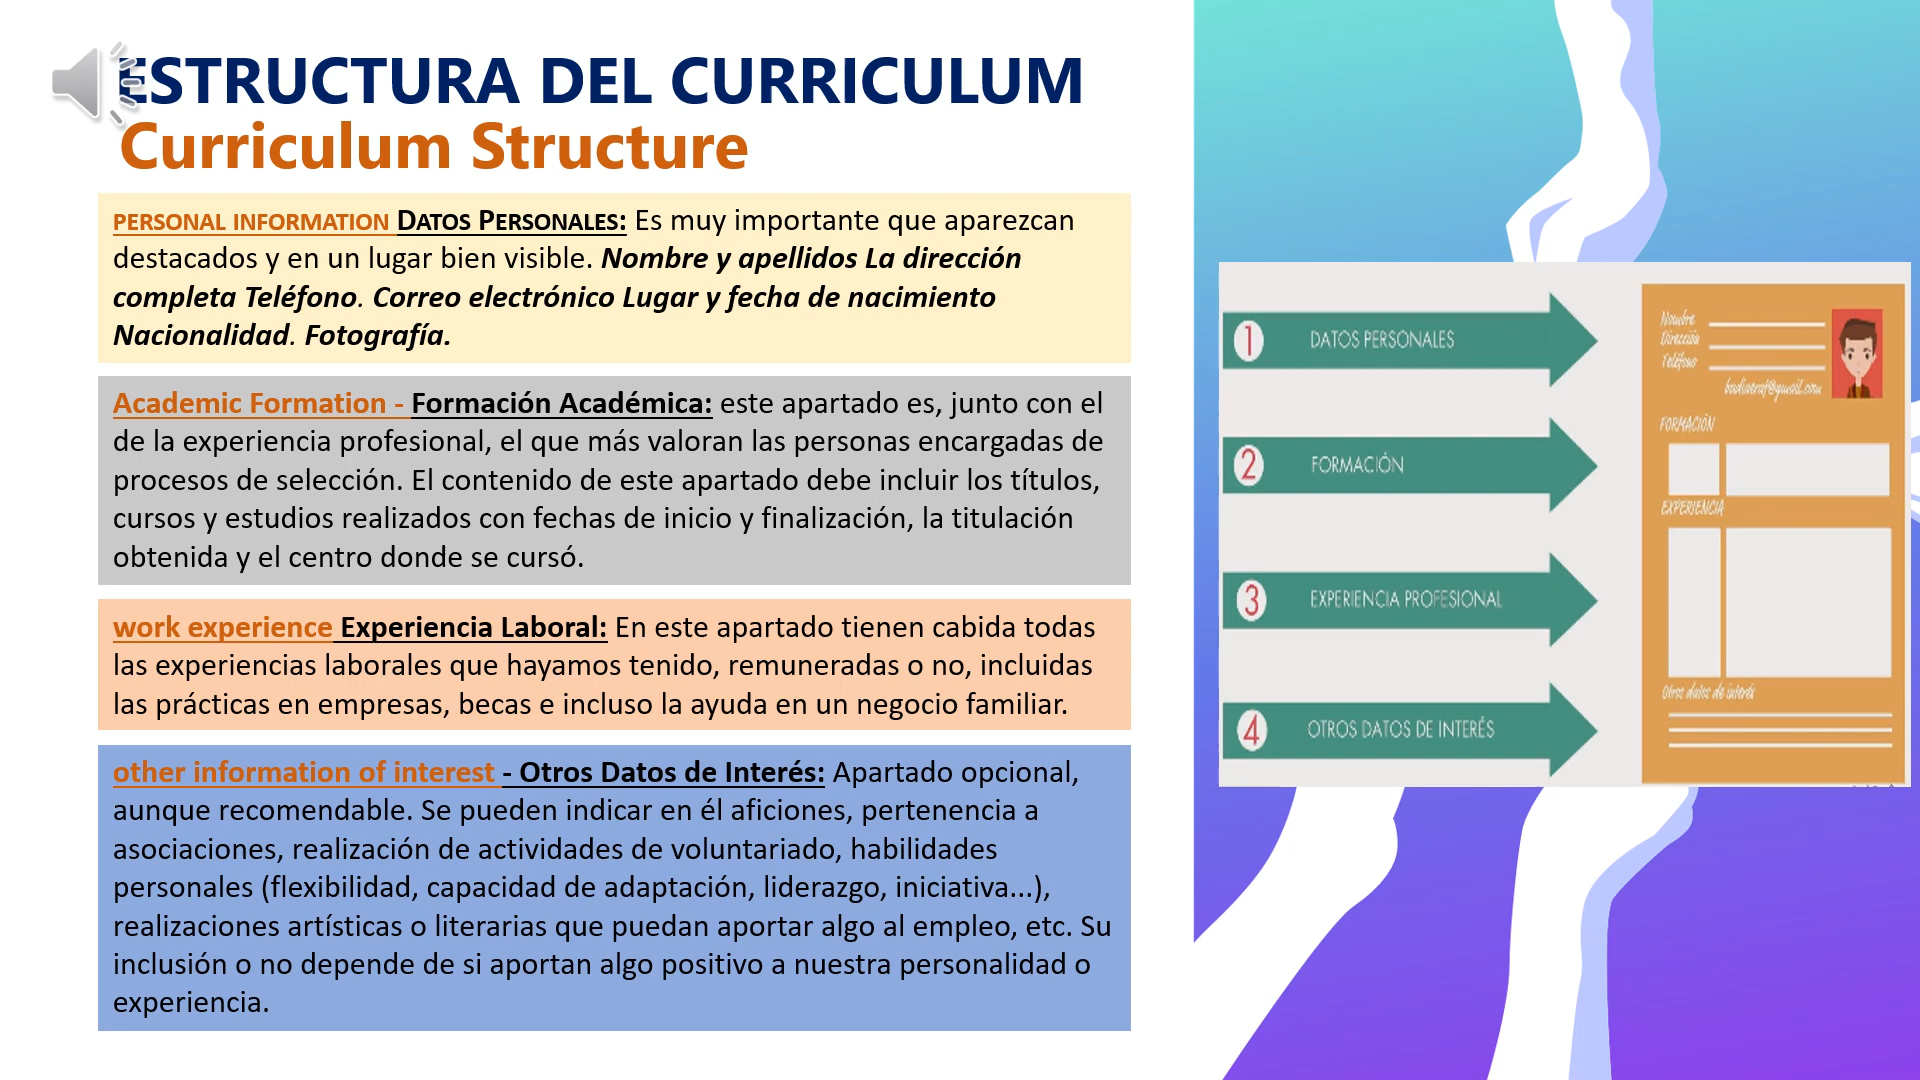 ESTRUCTURA DEL CURRICULUM
Curriculum Structure
PERSONAL INFORMATION DATOS PERSONALES: Es muy importante que aparezcan
destacados y en un lugar bien visible. Nombre y apellidos La dirección
completa Teléfono. Correo electrónico Lugar y fecha de nacimiento
Nacionalidad. Fotografía.
Academic Formation - Formación Académica: este apartado es, junto con el
de la experiencia profesional, el que más valoran las personas encargadas de
procesos de selección. El contenido de este apartado debe incluir los títulos,
cursos y estudios realizados con fechas de inicio y finalización, la titulación
obtenida y el centro donde se cursó.
work experience Experiencia Laboral: En este apartado tienen cabida todas
las experiencias laborales que hayamos tenido, remuneradas o no, incluidas
las prácticas en empresas, becas e incluso la ayuda en un negocio familiar.
other information of interest - Otros Datos de Interés: Apartado opcional,
aunque recomendable. Se pueden indicar en él aficiones, pertenencia a
asociaciones, realización de actividades de voluntariado, habilidades
personales (flexibilidad, capacidad de adaptación, liderazgo, iniciativa...),
realizaciones artísticas o literarias que puedan aportar algo al empleo, etc. Su
inclusión o no depende de si aportan algo positivo a nuestra personalidad o
experiencia.
1 DATOS PERSONALES
2 FORMACIÓN
3 EXPERIENCIA PROFESIONAL
4 OTROS DATOS DE INTERÉS
Nombre
Dirección
Teléfono
FORMACIÓN
EXPERIENCIA
Otros datos de interés